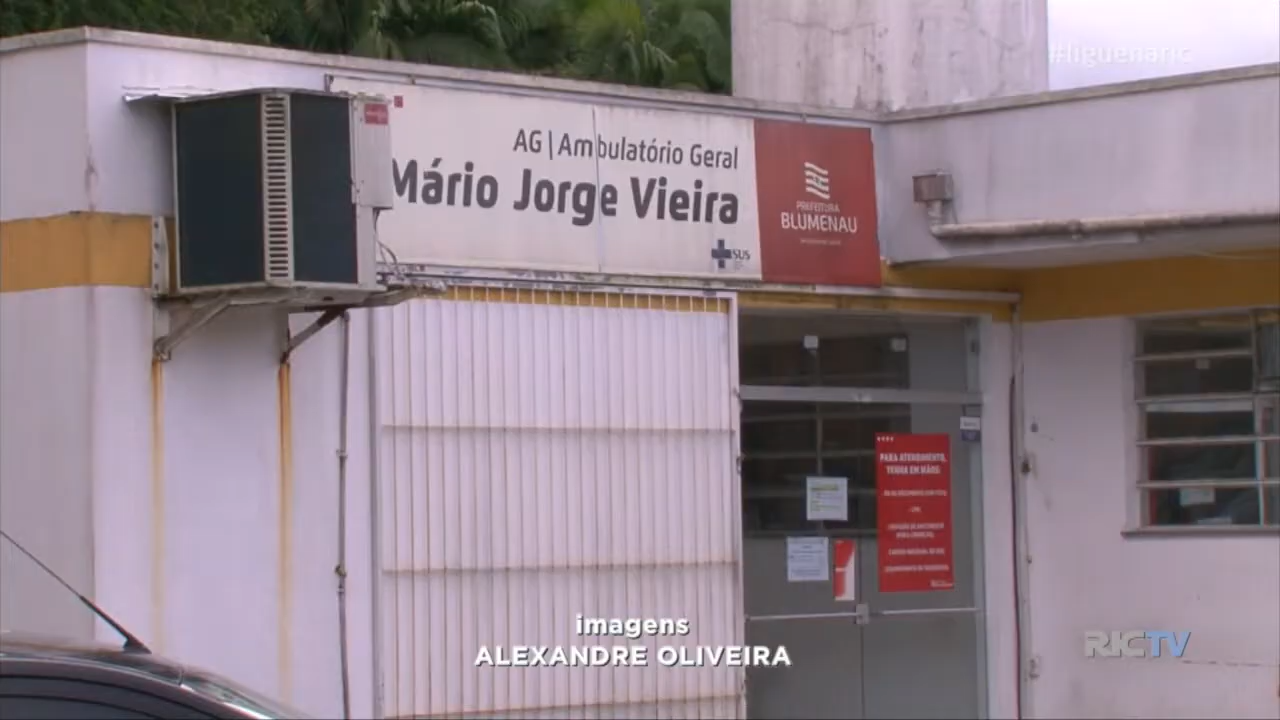 #liguenaric
AG | Ambulatório Geral
Mário Jorge Vieira
SUS
PREFEITURA
BLUMENAU
PARA ATENDIMENTO,
TENHA EM MÃOS:
imagens
ALEXANDRE OLIVEIRA
RICTV